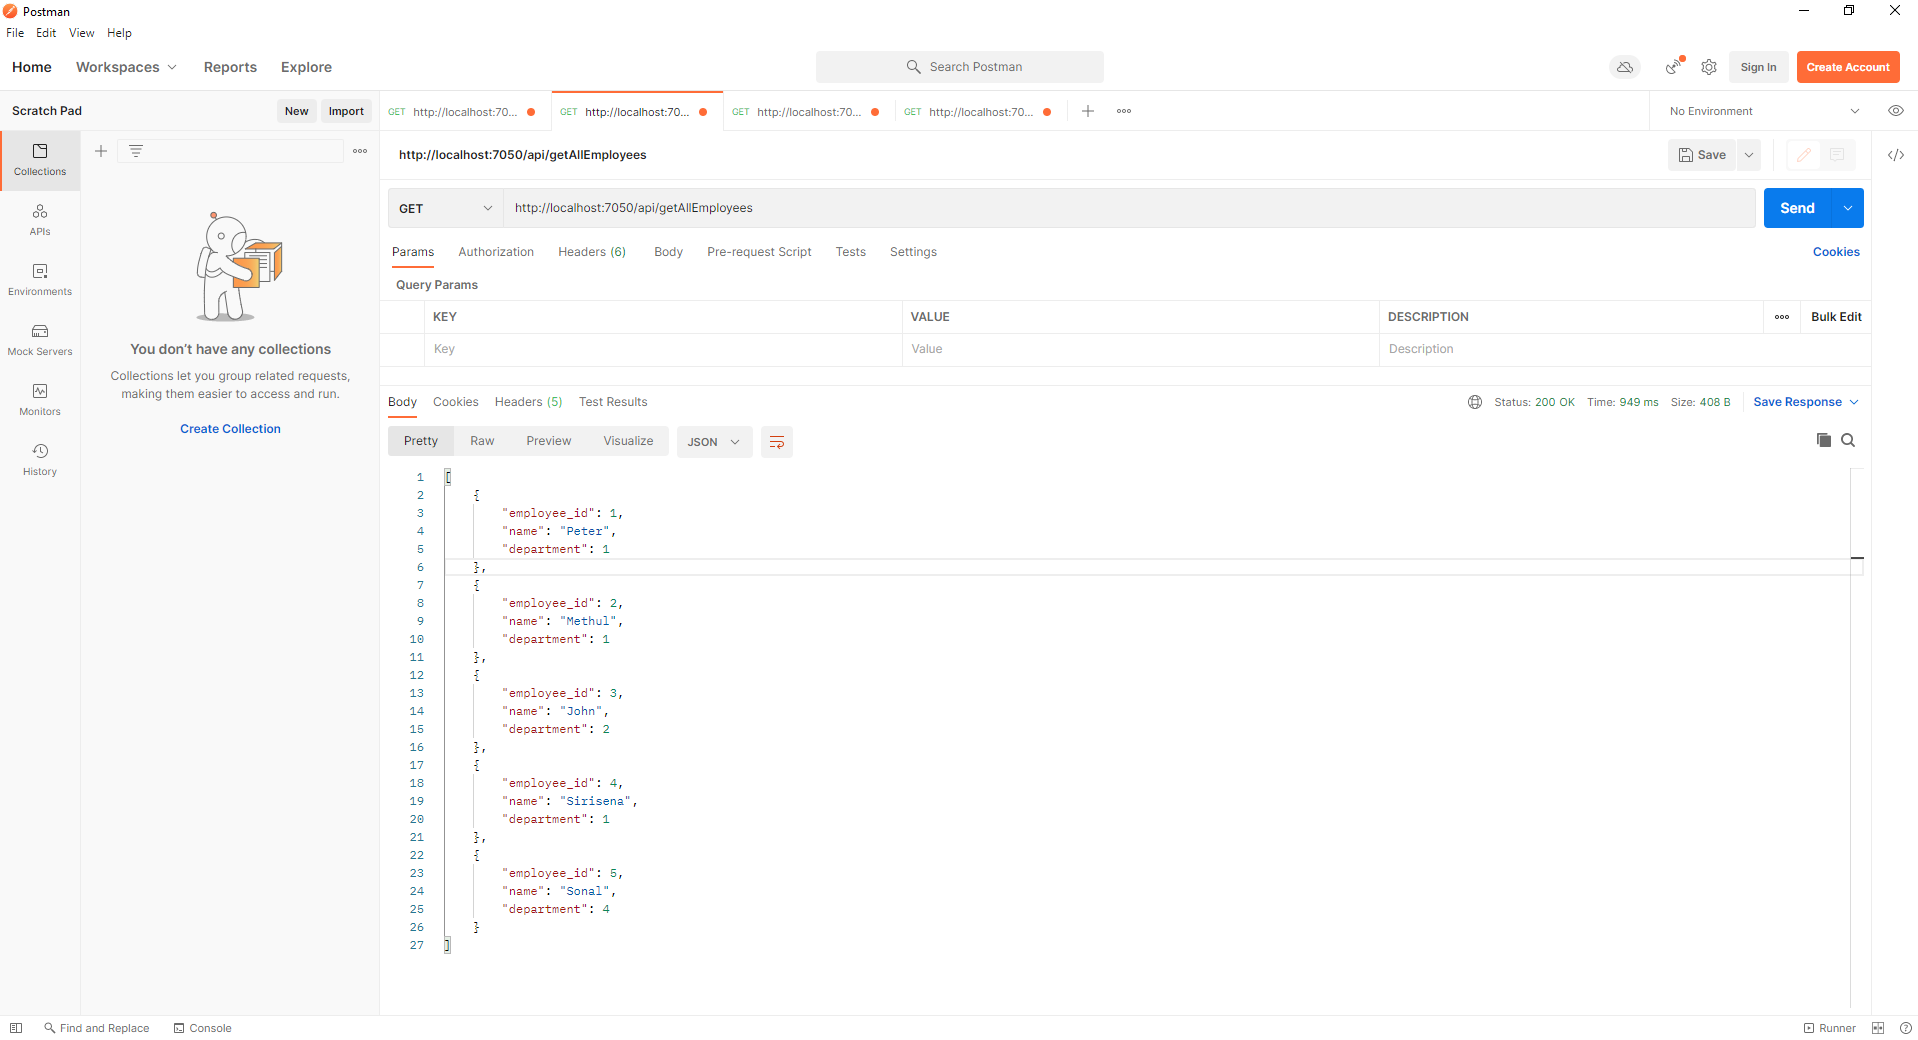 Postman
File Edit View Help
Home Workspaces Reports Explore
Search Postman
Sign In Create Account
Scratch Pad New Import
GET http://localhost:70... GET http://localhost:70... GET http://localhost:70... GET http://localhost:70...
No Environment
Collections
APIs
Environments
Mock Servers
Monitors
History
You don't have any collections
Collections let you group related requests,
making them easier to access and run.
Create Collection
http://localhost:7050/api/getAllEmployees
Save
GET http://localhost:7050/api/getAllEmployees Send
Params Authorization Headers (6) Body Pre-request Script Tests Settings Cookies
Query Params
KEY VALUE DESCRIPTION Bulk Edit
Key Value Description
Body Cookies Headers (5) Test Results Status: 200 OK Time: 949 ms Size: 408 B Save Response
Pretty Raw Preview Visualize JSON
1 [
2 {
3 "employee_id": 1,
4 "name": "Peter",
5 "department": 1
6 },
7 {
8 "employee_id": 2,
9 "name": "Methul",
10 "department": 1
11 },
12 {
13 "employee_id": 3,
14 "name": "John",
15 "department": 2
16 },
17 {
18 "employee_id": 4,
19 "name": "Sirisena",
20 "department": 1
21 },
22 {
23 "employee_id": 5,
24 "name": "Sonal",
25 "department": 4
26 }
27 ]
Find and Replace Console Runner